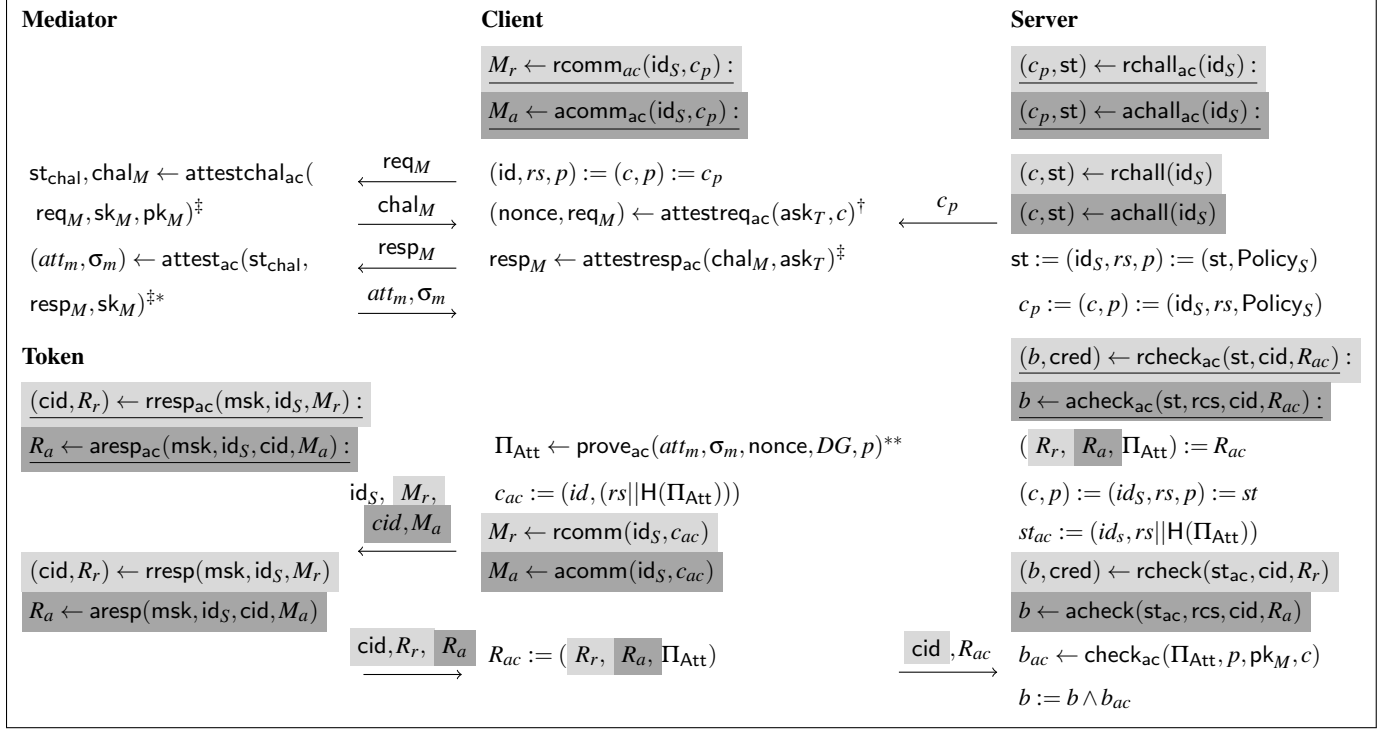 Mediator
Client
Server
M_r ← rcomm_ac(id_S, c_p) :
(c_p, st) ← rchall_ac(id_S) :
M_a ← acomm_ac(id_S, c_p) :
(c_p, st) ← achall_ac(id_S) :
st_chal, chal_M ← attestchal_ac(
req_M
(id, rs, p) := (c, p) := c_p
(c, st) ← rchall(id_S)
req_M, sk_M, pk_M)‡
chal_M
(nonce, req_M) ← attestreq_ac(ask_T, c)†
c_p
(c, st) ← achall(id_S)
(att_m, σ_m) ← attest_ac(st_chal,
resp_M
resp_M ← attestresp_ac(chal_M, ask_T)‡
st := (id_S, rs, p) := (st, Policy_S)
resp_M, sk_M)‡*
att_m, σ_m
c_p := (c, p) := (id_S, rs, Policy_S)
Token
(b, cred) ← rcheck_ac(st, cid, R_ac) :
(cid, R_r) ← rresp_ac(msk, id_S, M_r) :
b ← acheck_ac(st, rcs, cid, R_ac) :
R_a ← aresp_ac(msk, id_S, cid, M_a) :
Π_Att ← prove_ac(att_m, σ_m, nonce, DG, p)**
( R_r, R_a, Π_Att) := R_ac
id_S, M_r,
c_ac := (id, (rs||H(Π_Att)))
(c, p) := (id_S, rs, p) := st
cid, M_a
M_r ← rcomm(id_S, c_ac)
st_ac := (id_s, rs||H(Π_Att))
(cid, R_r) ← rresp(msk, id_S, M_r)
M_a ← acomm(id_S, c_ac)
(b, cred) ← rcheck(st_ac, cid, R_r)
R_a ← aresp(msk, id_S, cid, M_a)
b ← acheck(st_ac, rcs, cid, R_a)
cid, R_r, R_a
R_ac := ( R_r, R_a, Π_Att)
cid , R_ac
b_ac ← check_ac(Π_Att, p, pk_M, c)
b := b ∧ b_ac